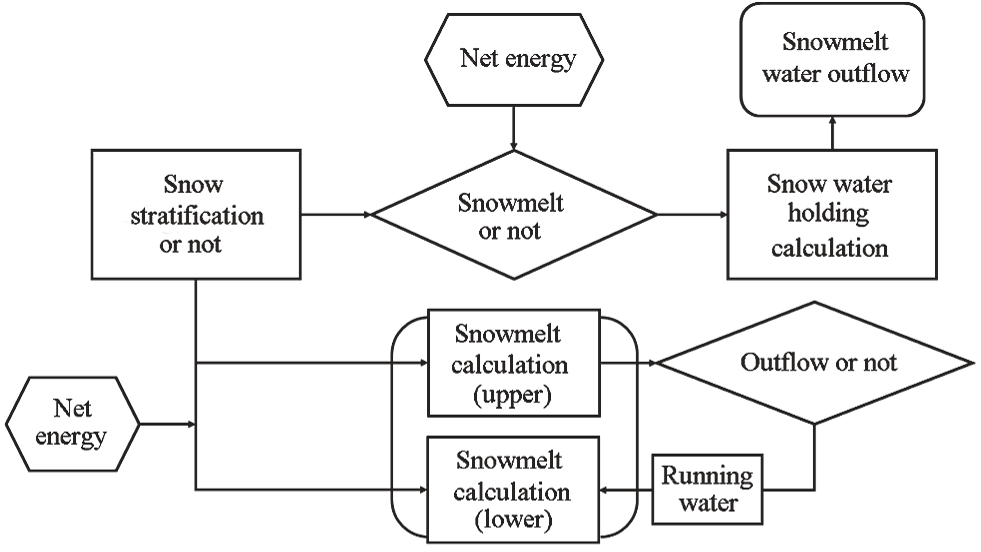 Net energy
Snowmelt
water outflow
Snow
stratification
or not
Snowmelt
or not
Snow water
holding
calculation
Snowmelt
calculation
(upper)
Outflow or not
Net
energy
Snowmelt
calculation
(lower)
Running
water